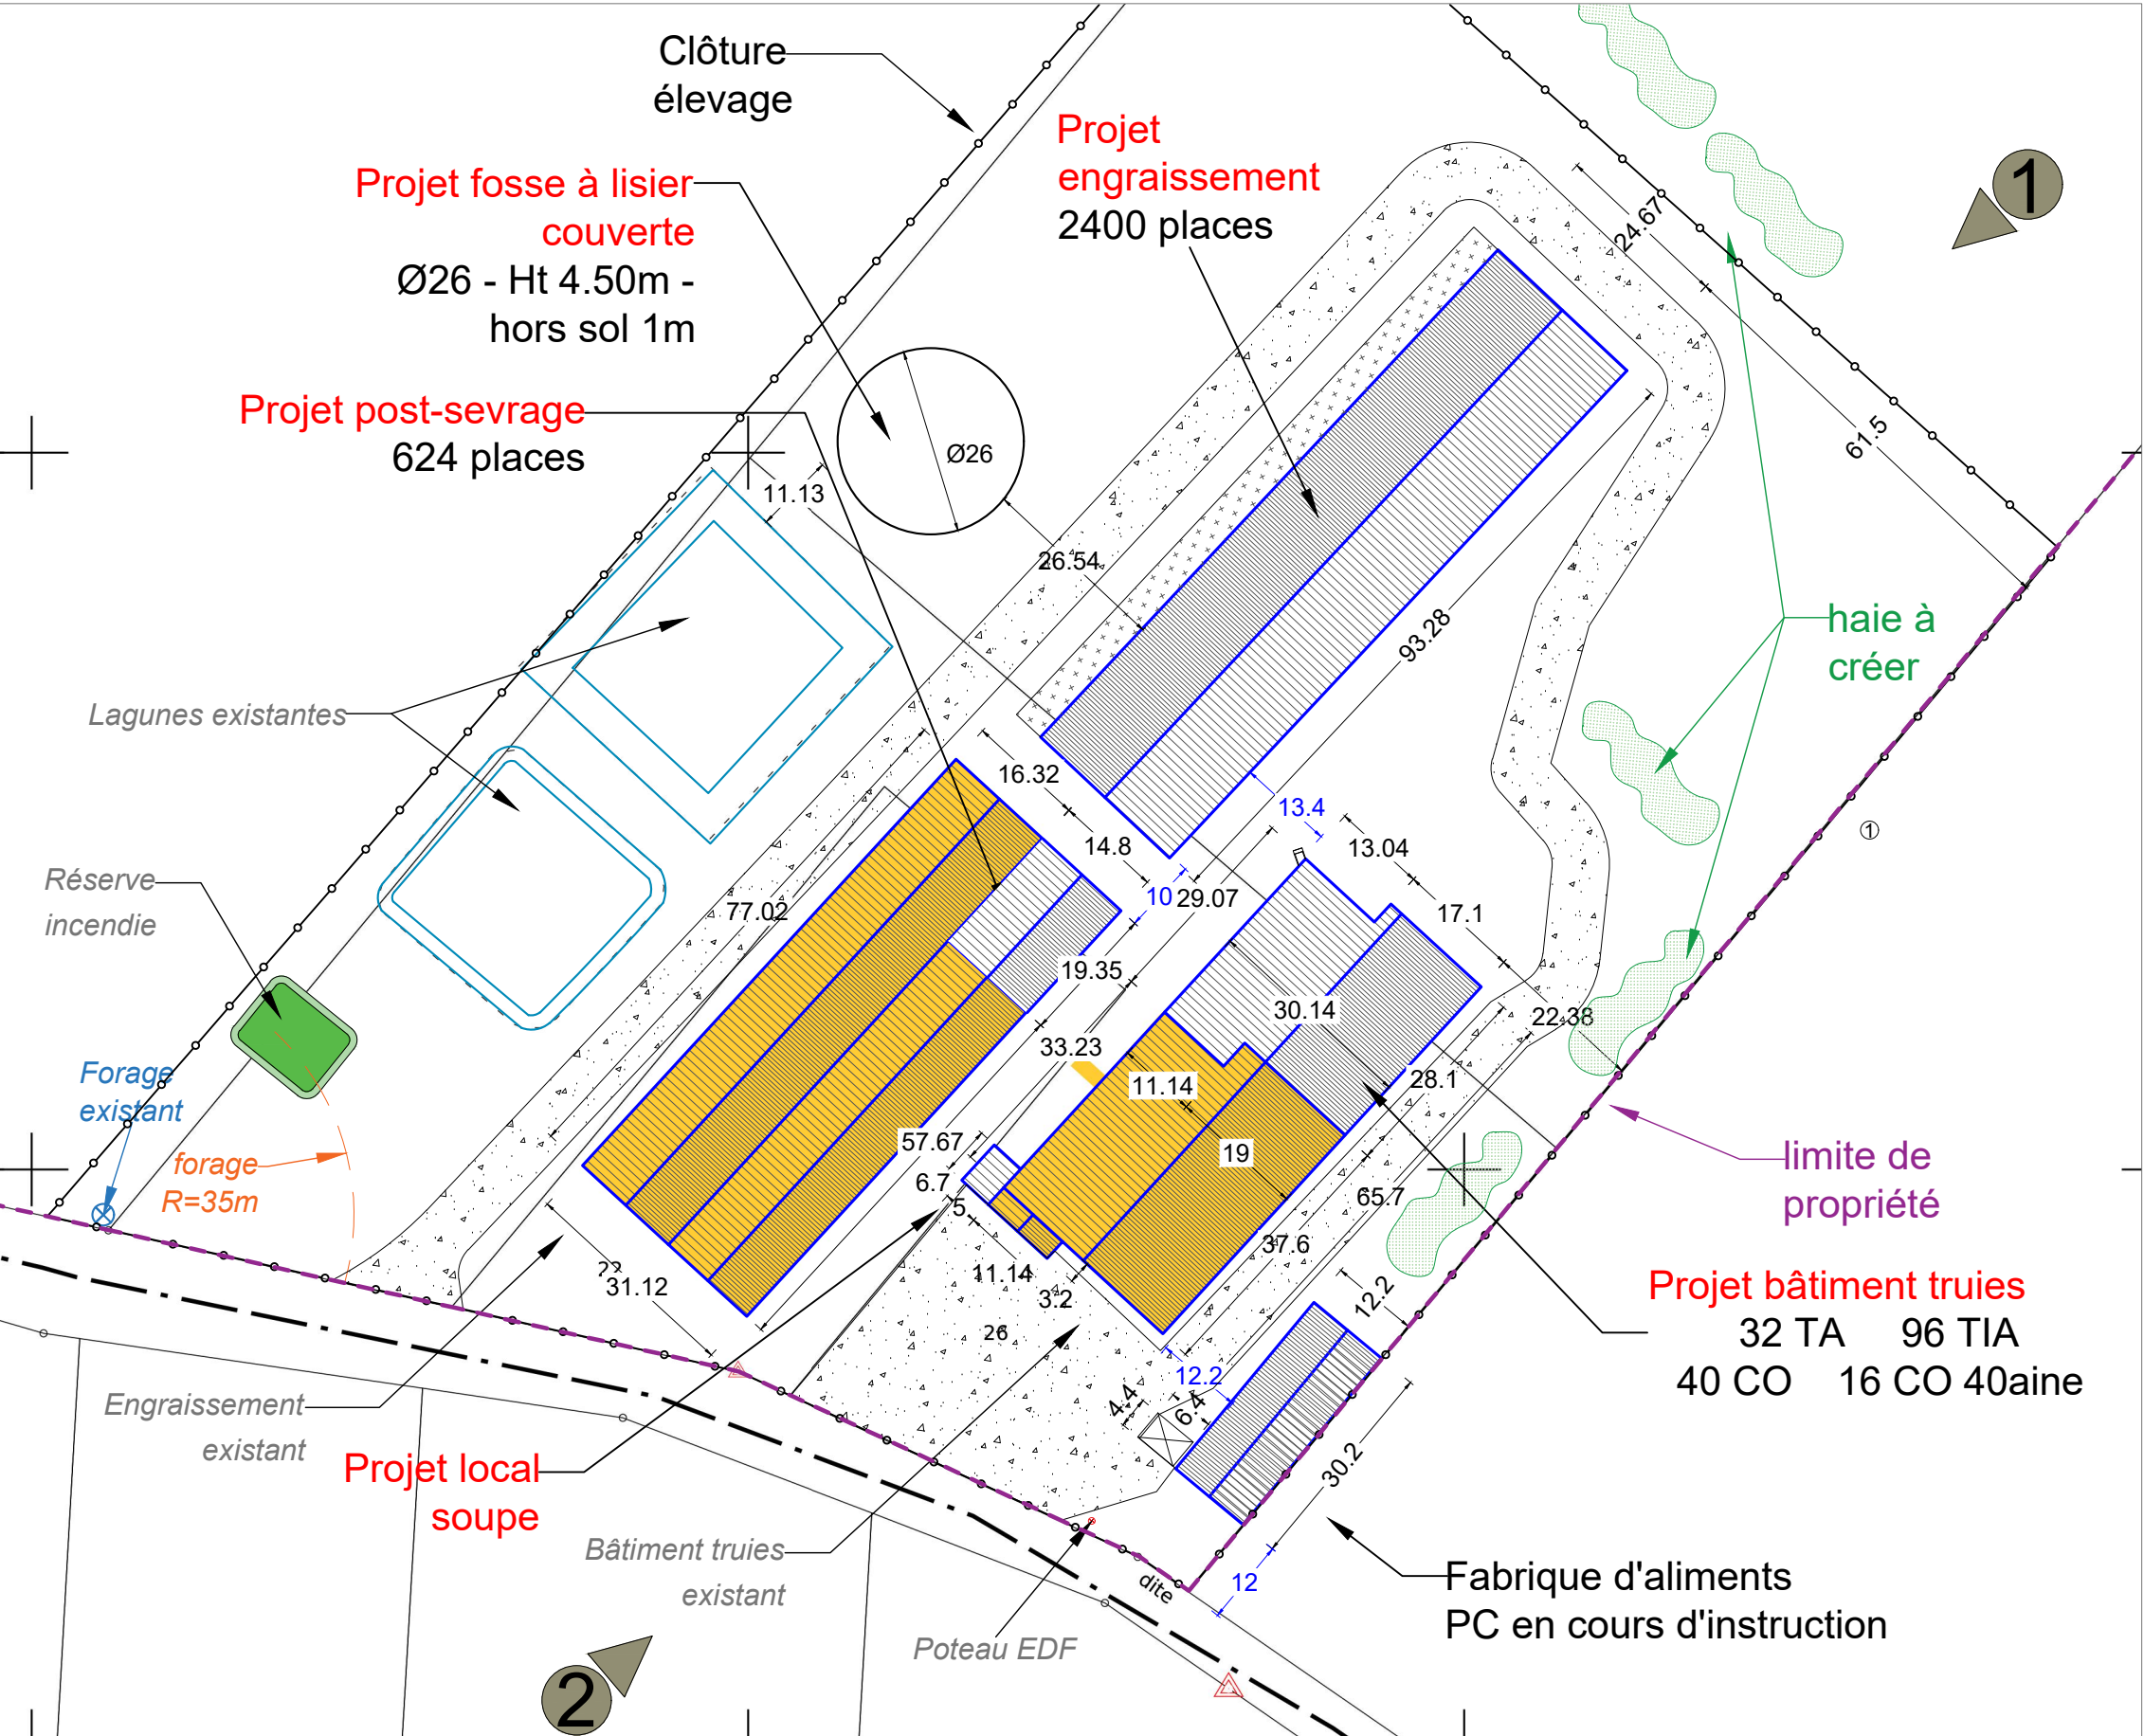 Clôture
élevage
Projet fosse à lisier
couverte
Ø26 - Ht 4.50m -
hors sol 1m
Projet
engraissement
2400 places
1
24.67
Projet post-sevrage
624 places
Ø26
11.13
61.5
26.54
93.28
haie à
créer
Lagunes existantes
16.32
13.4
14.8
13.04
1
Réserve
incendie
77.02
10
29.07
17.1
19.35
30.14
22.38
33.23
Forage
existant
11.14
28.1
forage
R=35m
57.67
19
limite de
propriété
6.7
5
65.7
37.6
22
31.12
11.14
3.2
12.2
Projet bâtiment truies
32 TA 96 TIA
40 CO 16 CO 40aine
26
12.2
4.4
6.4
Engraissement
existant
Projet local
soupe
30.2
Bâtiment truies
existant
dite
12
Fabrique d'aliments
PC en cours d'instruction
Poteau EDF
2